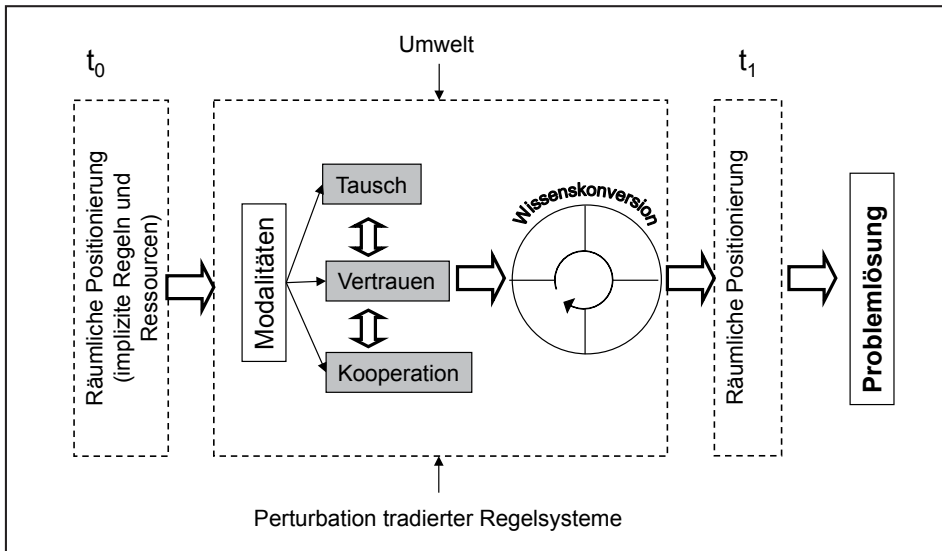 Umwelt
t0
t1
Räumliche Positionierung
(implizite Regeln und
Ressourcen)
Modalitäten
Tausch
Vertrauen
Kooperation
Wissenskonversion
Räumliche Positionierung
Problemlösung
Perturbation tradierter Regelsysteme